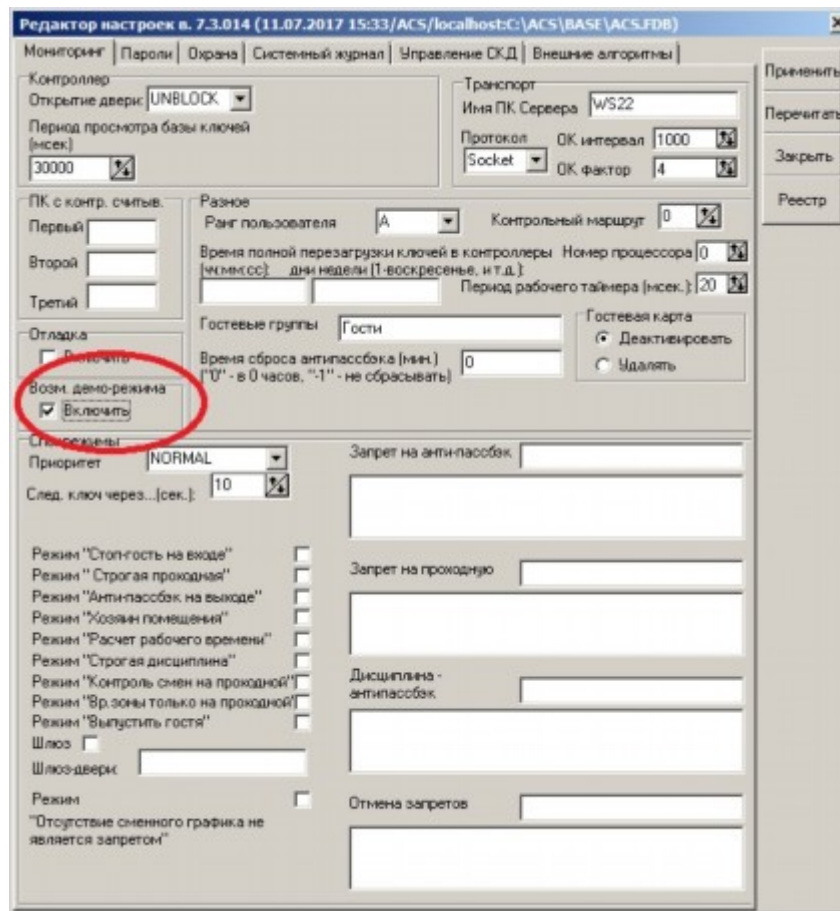 Редактор настроек в. 7.3.014 (11.07.2017 15:33/ACS/localhost:C:\ACS\BASE\ACS.FDB)
Мониторинг Пароли Охрана Системный журнал Управление СКД Внешние алгоритмы
Применить
Перечитать
Закрыть
Реестр
Контроллер
Открытие двери: UNBLOCK
Период просмотра базы ключей
(мсек)
30000
Транспорт
Имя ПК Сервера WS22
Протокол ОК интервал 1000
Socket ОК фактор 4
ПК с контр. считыв.
Первый
Второй
Третий
Разное
Ранг пользователя A Контрольный маршрут 0
Время полной перезагрузки ключей в контроллеры Номер процессора 0
(чч:мм:сс): дни недели (1-воскресенье, и т.д.):
Период рабочего таймера (мсек.): 20
Гостевые группы Гости
Гостевая карта
Деактивировать
Удалять
Время сброса антипассбэка (мин.) 0
("0" - в 0 часов, "-1" - не сбрасывать)
Отладка
Включить
Возм. демо-режима
Включить
Спецрежимы
Приоритет NORMAL
След. ключ через...(сек.): 10
Режим "Стоп-гость на входе"
Режим " Строгая проходная"
Режим "Анти-пассбэк на выходе"
Режим "Хозяин помещения"
Режим "Расчет рабочего времени"
Режим "Строгая дисциплина"
Режим "Контроль смен на проходной"
Режим "Вр.зоны только на проходной"
Режим "Выпустить гостя"
Шлюз
Шлюз-двери:
Режим
"Отсутствие сменного графика не
является запретом"
Запрет на анти-пассбэк
Запрет на проходную
Дисциплина -
антипассбэк
Отмена запретов